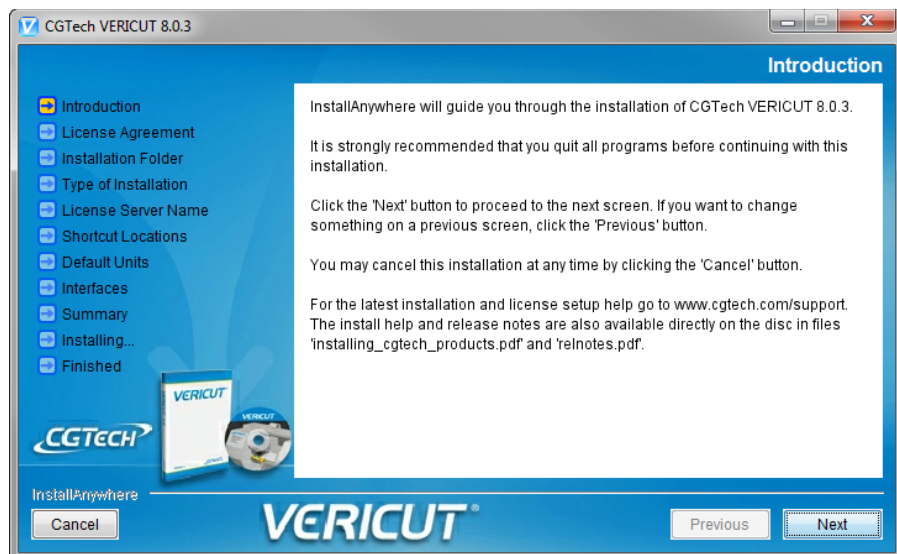 CGTech VERICUT 8.0.3
Introduction
Introduction
License Agreement
Installation Folder
Type of Installation
License Server Name
Shortcut Locations
Default Units
Interfaces
Summary
Installing...
Finished
InstallAnywhere will guide you through the installation of CGTech VERICUT 8.0.3.
It is strongly recommended that you quit all programs before continuing with this
installation.
Click the 'Next' button to proceed to the next screen. If you want to change
something on a previous screen, click the 'Previous' button.
You may cancel this installation at any time by clicking the 'Cancel' button.
For the latest installation and license setup help go to www.cgtech.com/support.
The install help and release notes are also available directly on the disc in files
'installing_cgtech_products.pdf' and 'relnotes.pdf'.
VERICUT
VERICUT
CGTECH
InstallAnywhere
Cancel
VERICUT®
Previous
Next